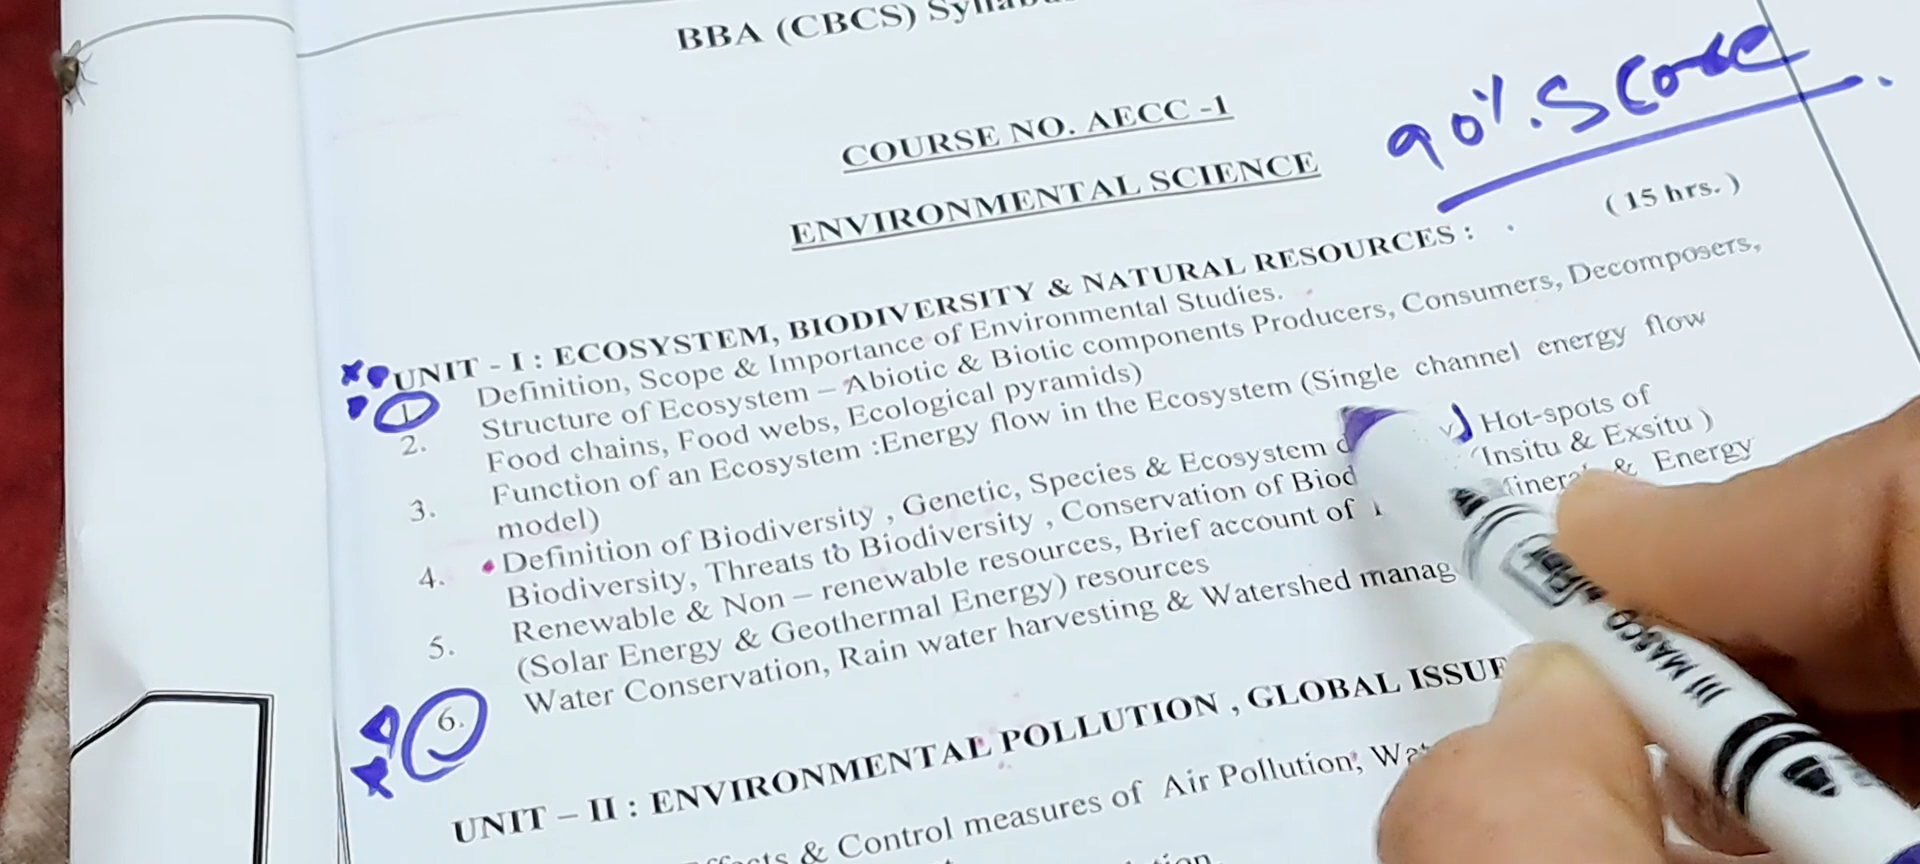 BBA (CBCS)
90%. Score
COURSE NO. AECC -1
ENVIRONMENTAL SCIENCE
UNIT - I : ECOSYSTEM, BIODIVERSITY & NATURAL RESOURCES : ( 15 hrs. )
1. Definition, Scope & Importance of Environmental Studies.
2. Structure of Ecosystem – Abiotic & Biotic components Producers, Consumers, Decomposers,
Food chains, Food webs, Ecological pyramids)
3. Function of an Ecosystem :Energy flow in the Ecosystem (Single channel energy flow
model)
4. Definition of Biodiversity , Genetic, Species & Ecosystem Hot-spots of
Biodiversity, Threats to Biodiversity , Conservation of (Insitu & Exsitu )
5. Renewable & Non – renewable resources, Brief account of & Energy
(Solar Energy & Geothermal Energy) resources
6. Water Conservation, Rain water harvesting & Watershed
UNIT – II : ENVIRONMENTAL POLLUTION , GLOBAL
& Control measures of Air Pollution,
MASCO